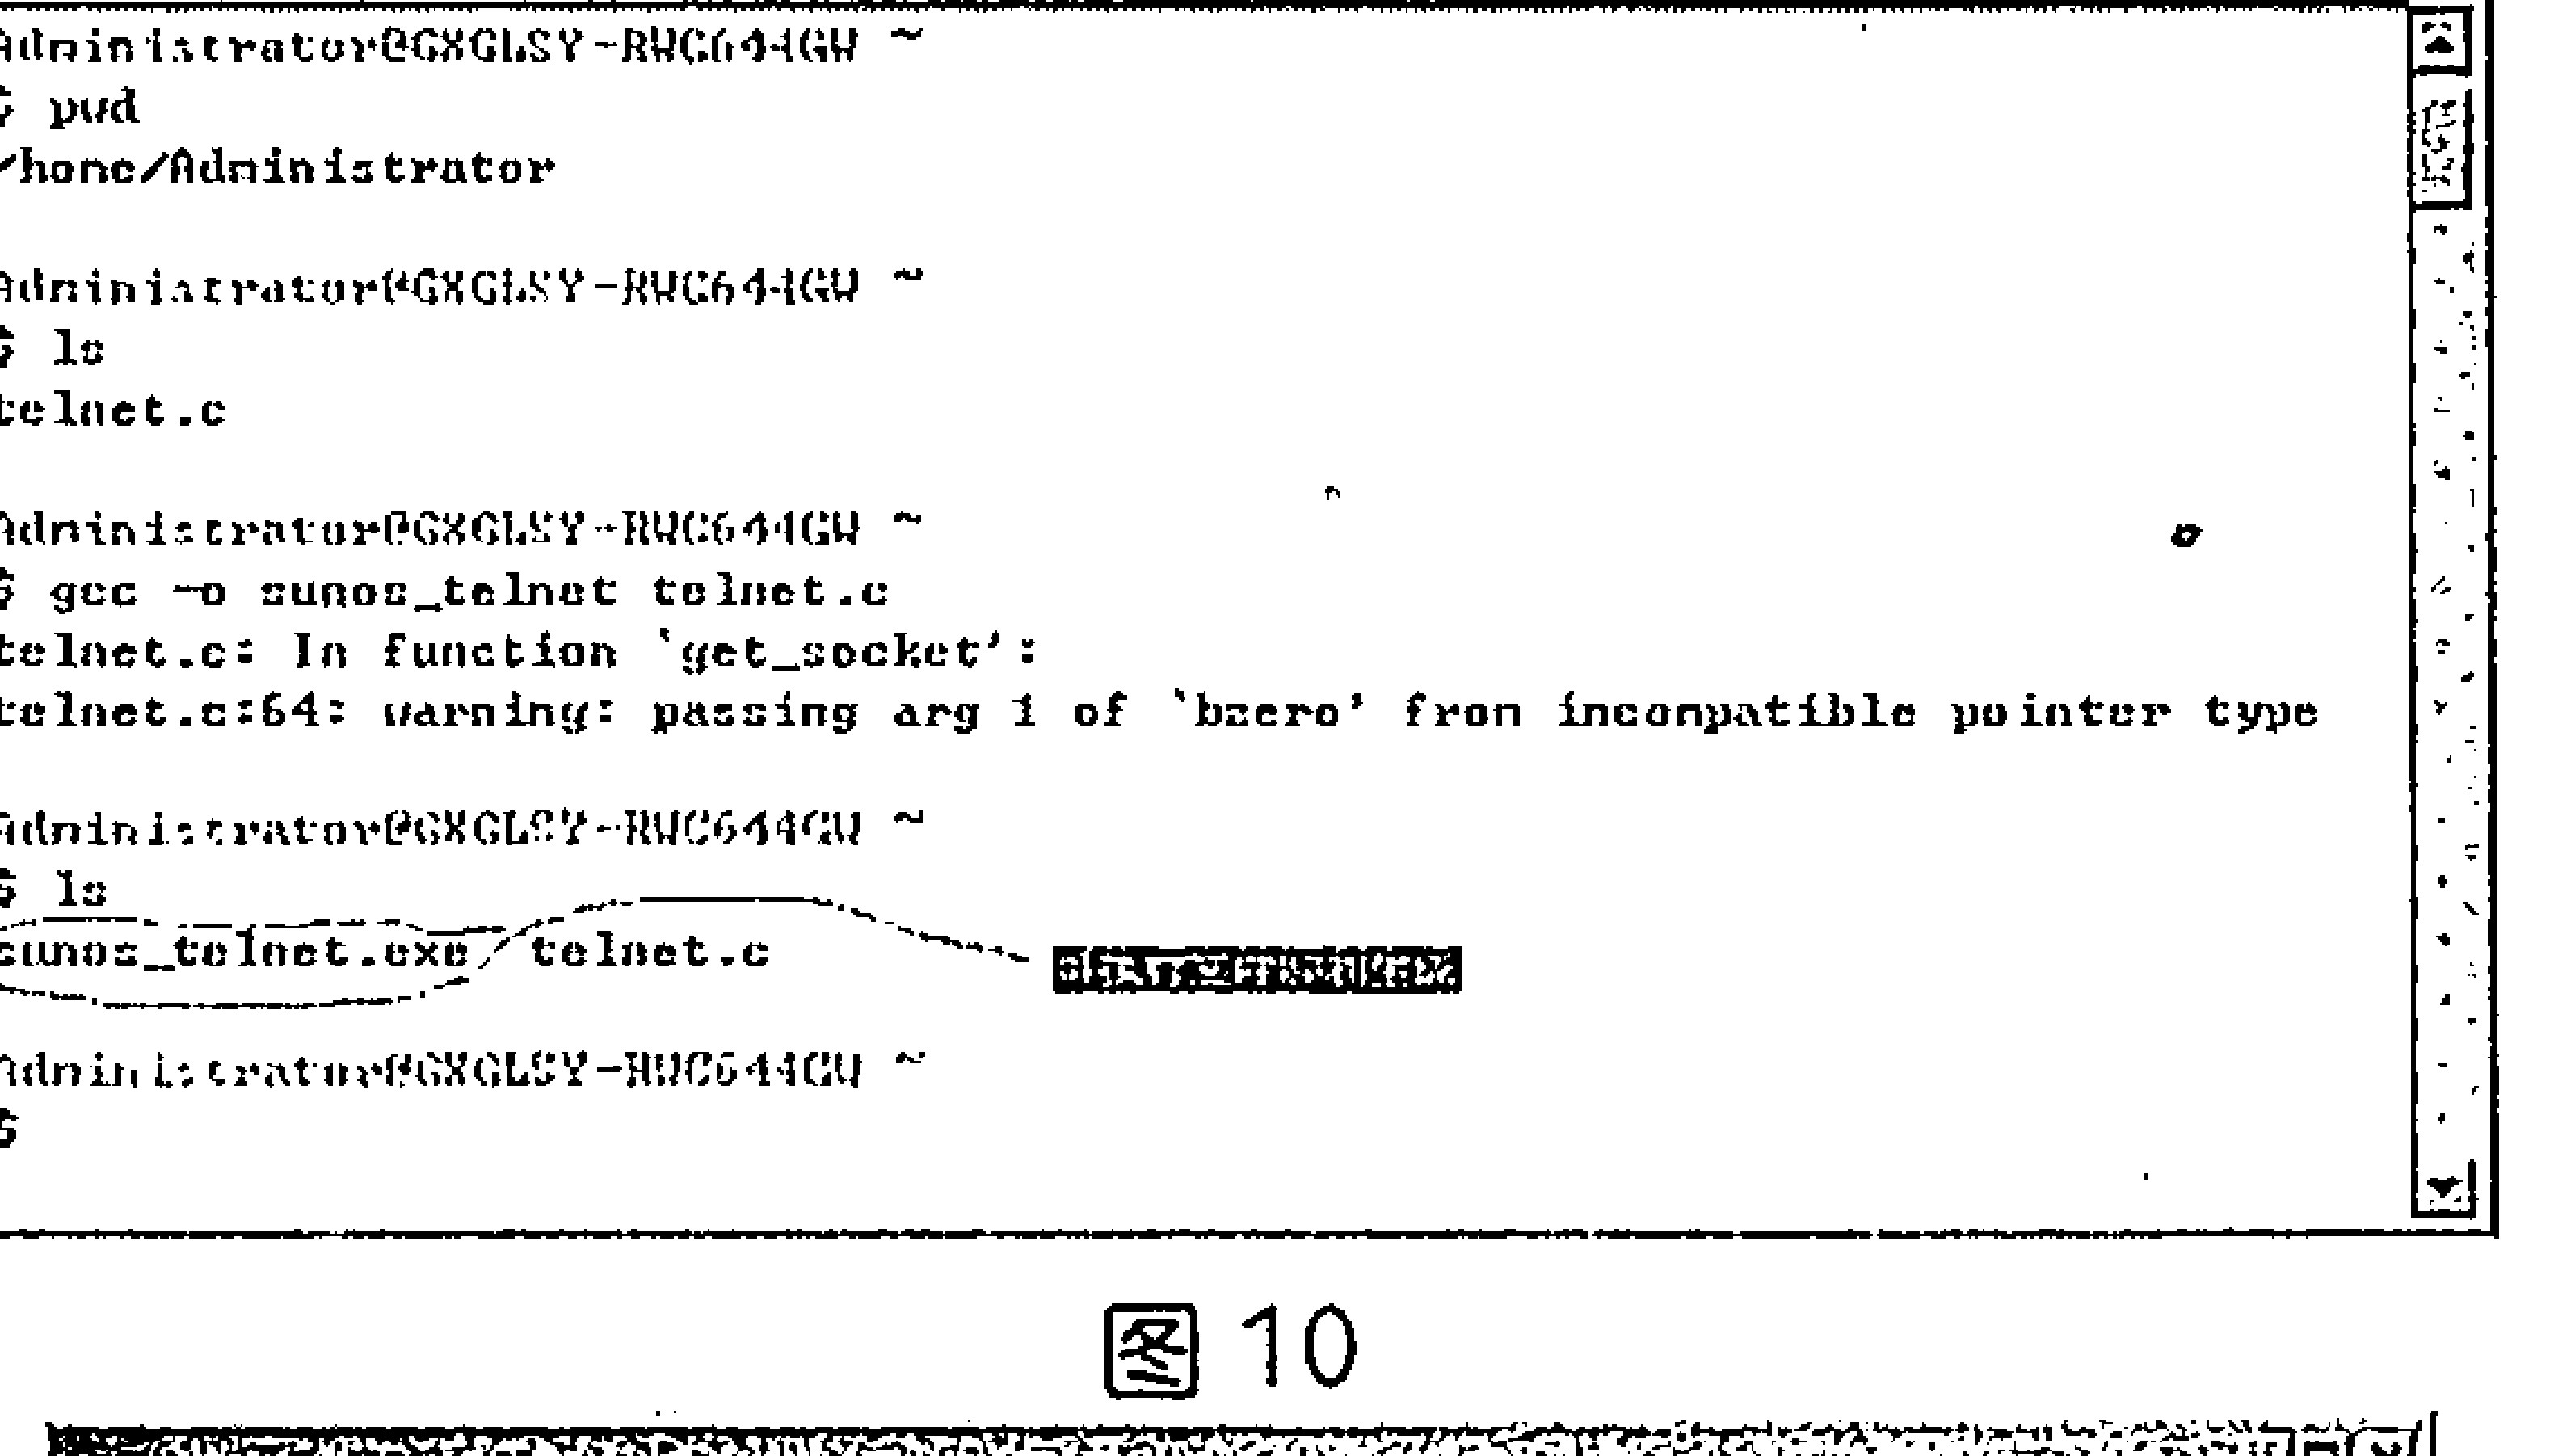 Administrator@GXGLSY-RWC644GW ~
$ pwd
/home/Administrator
Administrator@GXGLSY-RWC644GW ~
$ ls
telnet.c
Administrator@GXGLSY-RWC644GW ~
$ gcc -o sunos_telnet telnet.c
telnet.c: In function `get_socket':
telnet.c:64: warning: passing arg 1 of `bzero' from incompatible pointer type
Administrator@GXGLSY-RWC644GW ~
$ ls
sunos_telnet.exe telnet.c
Administrator@GXGLSY-RWC644GW ~
$
图 10